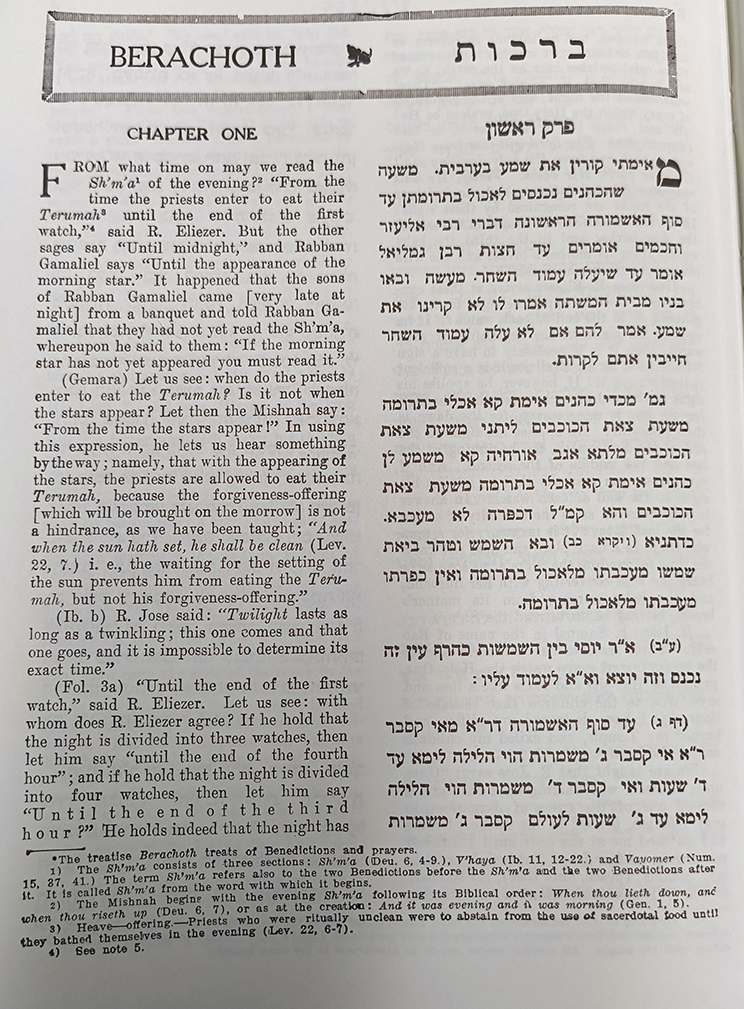 BERACHOTH
ברכות
CHAPTER ONE
FROM what time on may we read the
Sh'm'a¹ of the evening?² "From the
time the priests enter to eat their
Terumah³ until the end of the first
watch,"⁴ said R. Eliezer. But the other
sages say "Until midnight," and Rabban
Gamaliel says "Until the appearance of the
morning star." It happened that the sons
of Rabban Gamaliel came [very late at
night] from a banquet and told Rabban Ga-
maliel that they had not yet read the Sh'm'a,
whereupon he said to them: "If the morning
star has not yet appeared you must read it."
(Gemara) Let us see: when do the priests
enter to eat the Terumah? Is it not when
the stars appear? Let then the Mishnah say:
"From the time the stars appear!" In using
this expression, he lets us hear something
by the way; namely, that with the appearing of
the stars, the priests are allowed to eat their
Terumah, because the forgiveness-offering
[which will be brought on the morrow] is not
a hindrance, as we have been taught; "And
when the sun hath set, he shall be clean (Lev.
22, 7.) i. e., the waiting for the setting of
the sun prevents him from eating the Teru-
mah, but not his forgiveness-offering."
(Ib. b) R. Jose said: "Twilight lasts as
long as a twinkling; this one comes and that
one goes, and it is impossible to determine its
exact time."
(Fol. 3a) "Until the end of the first
watch," said R. Eliezer. Let us see: with
whom does R. Eliezer agree? If he hold that
the night is divided into three watches, then
let him say "until the end of the fourth
hour"; and if he hold that the night is divided
into four watches, then let him say
"Until the end of the third
hour?" He holds indeed that the night has
פרק ראשון
מאימתי קורין את שמע בערבית. משעה
שהכהנים נכנסים לאכול בתרומתן עד
סוף האשמורה הראשונה דברי רבי אליעזר
וחכמים אומרים עד חצות רבן גמליאל
אומר עד שיעלה עמוד השחר. מעשה ובאו
בניו מבית המשתה אמרו לו לא קרינו את
שמע. אמר להם אם לא עלה עמוד השחר
חייבין אתם לקרות.
גמ' מכדי כהנים אימת קא אכלי בתרומה
משעת צאת הכוכבים ליתני משעת צאת
הכוכבים מלתא אגב אורחיה קא משמע לן
כהנים אימת קא אכלי בתרומה משעת צאת
הכוכבים והא קמ"ל דכפרה לא מעכבא.
כדתניא (ויקרא כב) ובא השמש וטהר ביאת
שמשו מעכבתו מלאכול בתרומה ואין כפרתו
מעכבתו מלאכול בתרומה.
(ע"ב) א"ר יוסי בין השמשות כהרף עין זה
נכנס וזה יוצא וא"א לעמוד עליו:
(דף ג) עד סוף האשמורה דר"א מאי קסבר
ר"א אי קסבר ג' משמרות הוי הלילה לימא עד
ד' שעות ואי קסבר ד' משמרות הוי הלילה
לימא עד ג' שעות לעולם קסבר ג' משמרות
*The treatise Berachoth treats of Benedictions and prayers.
1) The Sh'm'a consists of three sections: Sh'm'a (Deu. 6, 4-9.), V'haya (Ib. 11, 12-22.) and Vayomer (Num.
15, 37, 41.) The term Sh'm'a refers also to the two Benedictions before the Sh'm'a and the two Benedictions after
it. It is called Sh'm'a from the word with which it begins.
2) The Mishnah begins with the evening Sh'm'a following its Biblical order: When thou lieth down, and
when thou riseth up (Deu. 6, 7), or as at the creation: And it was evening and it was morning (Gen. 1, 5).
3) Heave—offering.—Priests who were ritually unclean were to abstain from the use of sacerdotal food until
they bathed themselves in the evening (Lev. 22, 6-7).
4) See note 5.